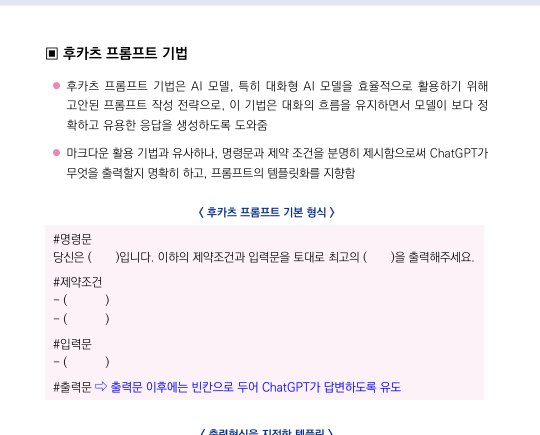 ▣ 후카츠 프롬프트 기법
● 후카츠 프롬프트 기법은 AI 모델, 특히 대화형 AI 모델을 효율적으로 활용하기 위해
고안된 프롬프트 작성 전략으로, 이 기법은 대화의 흐름을 유지하면서 모델이 보다 정
확하고 유용한 응답을 생성하도록 도와줌
● 마크다운 활용 기법과 유사하나, 명령문과 제약 조건을 분명히 제시함으로써 ChatGPT가
무엇을 출력할지 명확히 하고, 프롬프트의 템플릿화를 지향함
< 후카츠 프롬프트 기본 형식 >
#명령문
당신은 (      )입니다. 이하의 제약조건과 입력문을 토대로 최고의 (      )을 출력해주세요.
#제약조건
- (          )
- (          )
#입력문
- (          )
#출력문 ⇨ 출력문 이후에는 빈칸으로 두어 ChatGPT가 답변하도록 유도
< 출력형식을 지정한 템플릿 >